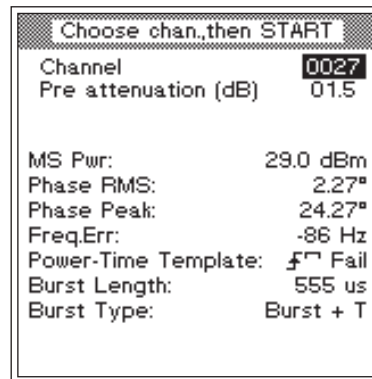 Choose chan.,then START
Channel 0027
Pre attenuation (dB) 01.5
MS Pwr: 29.0 dBm
Phase RMS: 2.27°
Phase Peak: 24.27°
Freq.Err: -86 Hz
Power-Time Template: Fail
Burst Length: 555 us
Burst Type: Burst + T